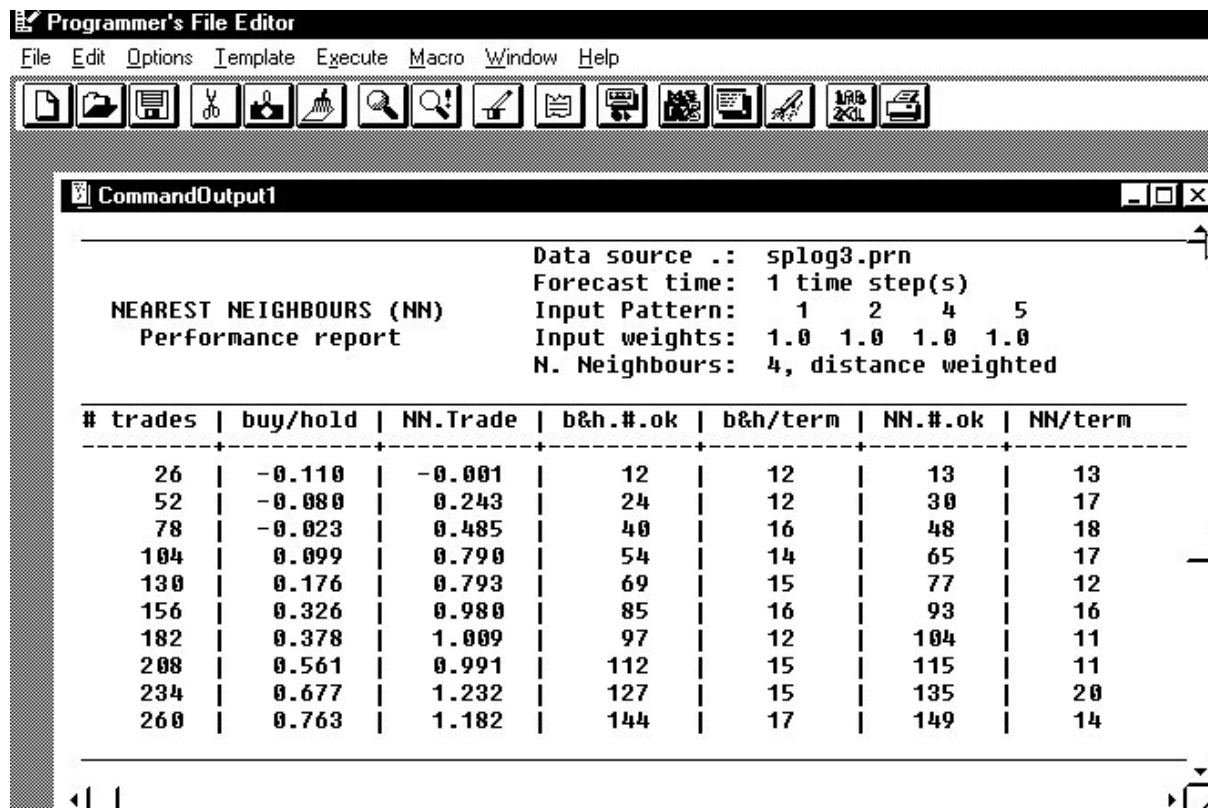 Programmer's File Editor
File Edit Options Template Execute Macro Window Help
CommandOutput1
Data source .: splog3.prn
Forecast time: 1 time step(s)
NEAREST NEIGHBOURS (NN) Input Pattern: 1 2 4 5
Performance report Input weights: 1.0 1.0 1.0 1.0
N. Neighbours: 4, distance weighted
# trades | buy/hold | NN.Trade | b&h.#.ok | b&h/term | NN.#.ok | NN/term
26 | -0.110 | -0.001 | 12 | 12 | 13 | 13
52 | -0.080 | 0.243 | 24 | 12 | 30 | 17
78 | -0.023 | 0.485 | 40 | 16 | 48 | 18
104 | 0.099 | 0.790 | 54 | 14 | 65 | 17
130 | 0.176 | 0.793 | 69 | 15 | 77 | 12
156 | 0.326 | 0.980 | 85 | 16 | 93 | 16
182 | 0.378 | 1.009 | 97 | 12 | 104 | 11
208 | 0.561 | 0.991 | 112 | 15 | 115 | 11
234 | 0.677 | 1.232 | 127 | 15 | 135 | 20
260 | 0.763 | 1.182 | 144 | 17 | 149 | 14